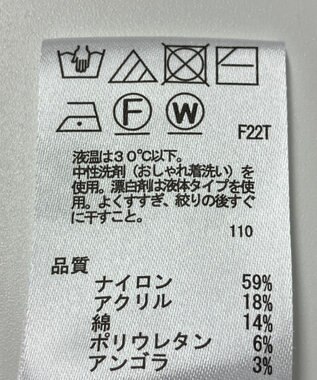 F W F22T
液温は30℃以下。
中性洗剤(おしゃれ着洗い)を
使用。漂白剤は液体タイプを使
用。よくすすぎ、絞りの後すぐ
に干すこと。
110
品質
ナイロン 59%
アクリル 18%
綿 14%
ポリウレタン 6%
アンゴラ 3%